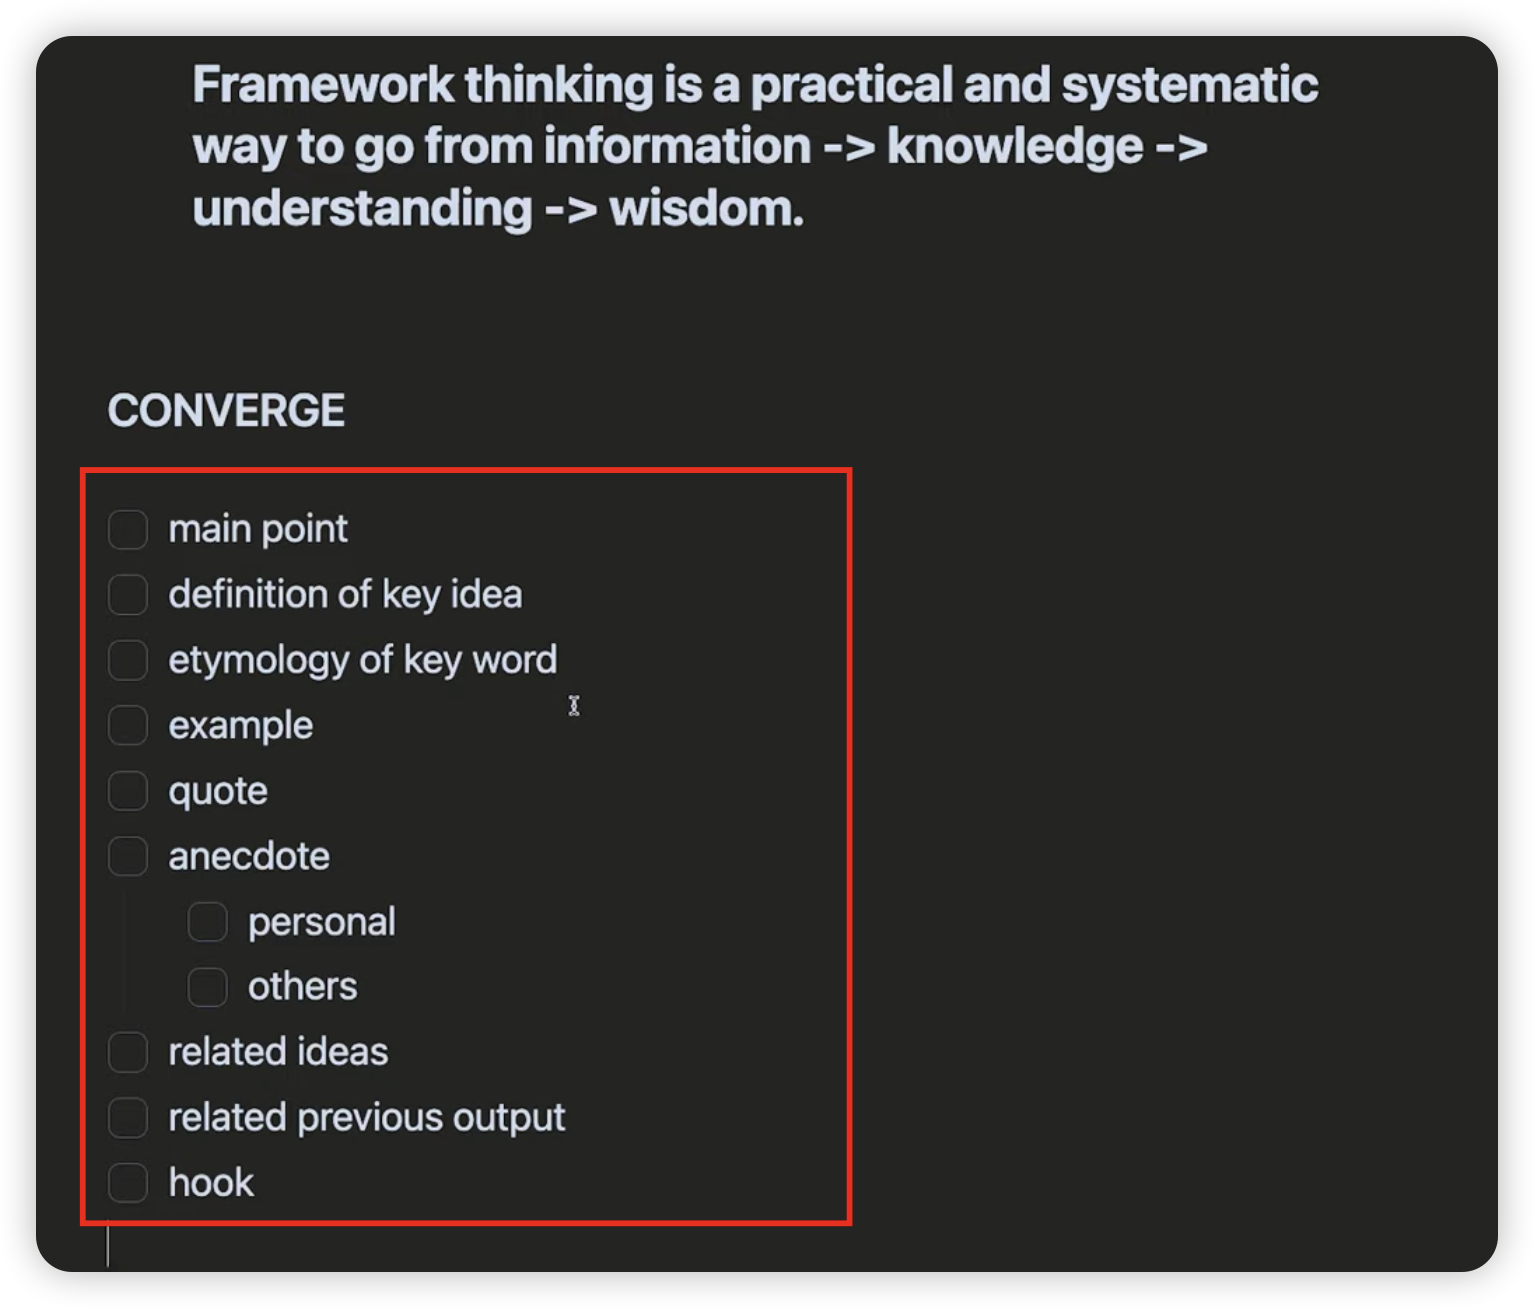 Framework thinking is a practical and systematic
way to go from information -> knowledge ->
understanding -> wisdom.
CONVERGE
main point
definition of key idea
etymology of key word
example
quote
anecdote
personal
others
related ideas
related previous output
hook